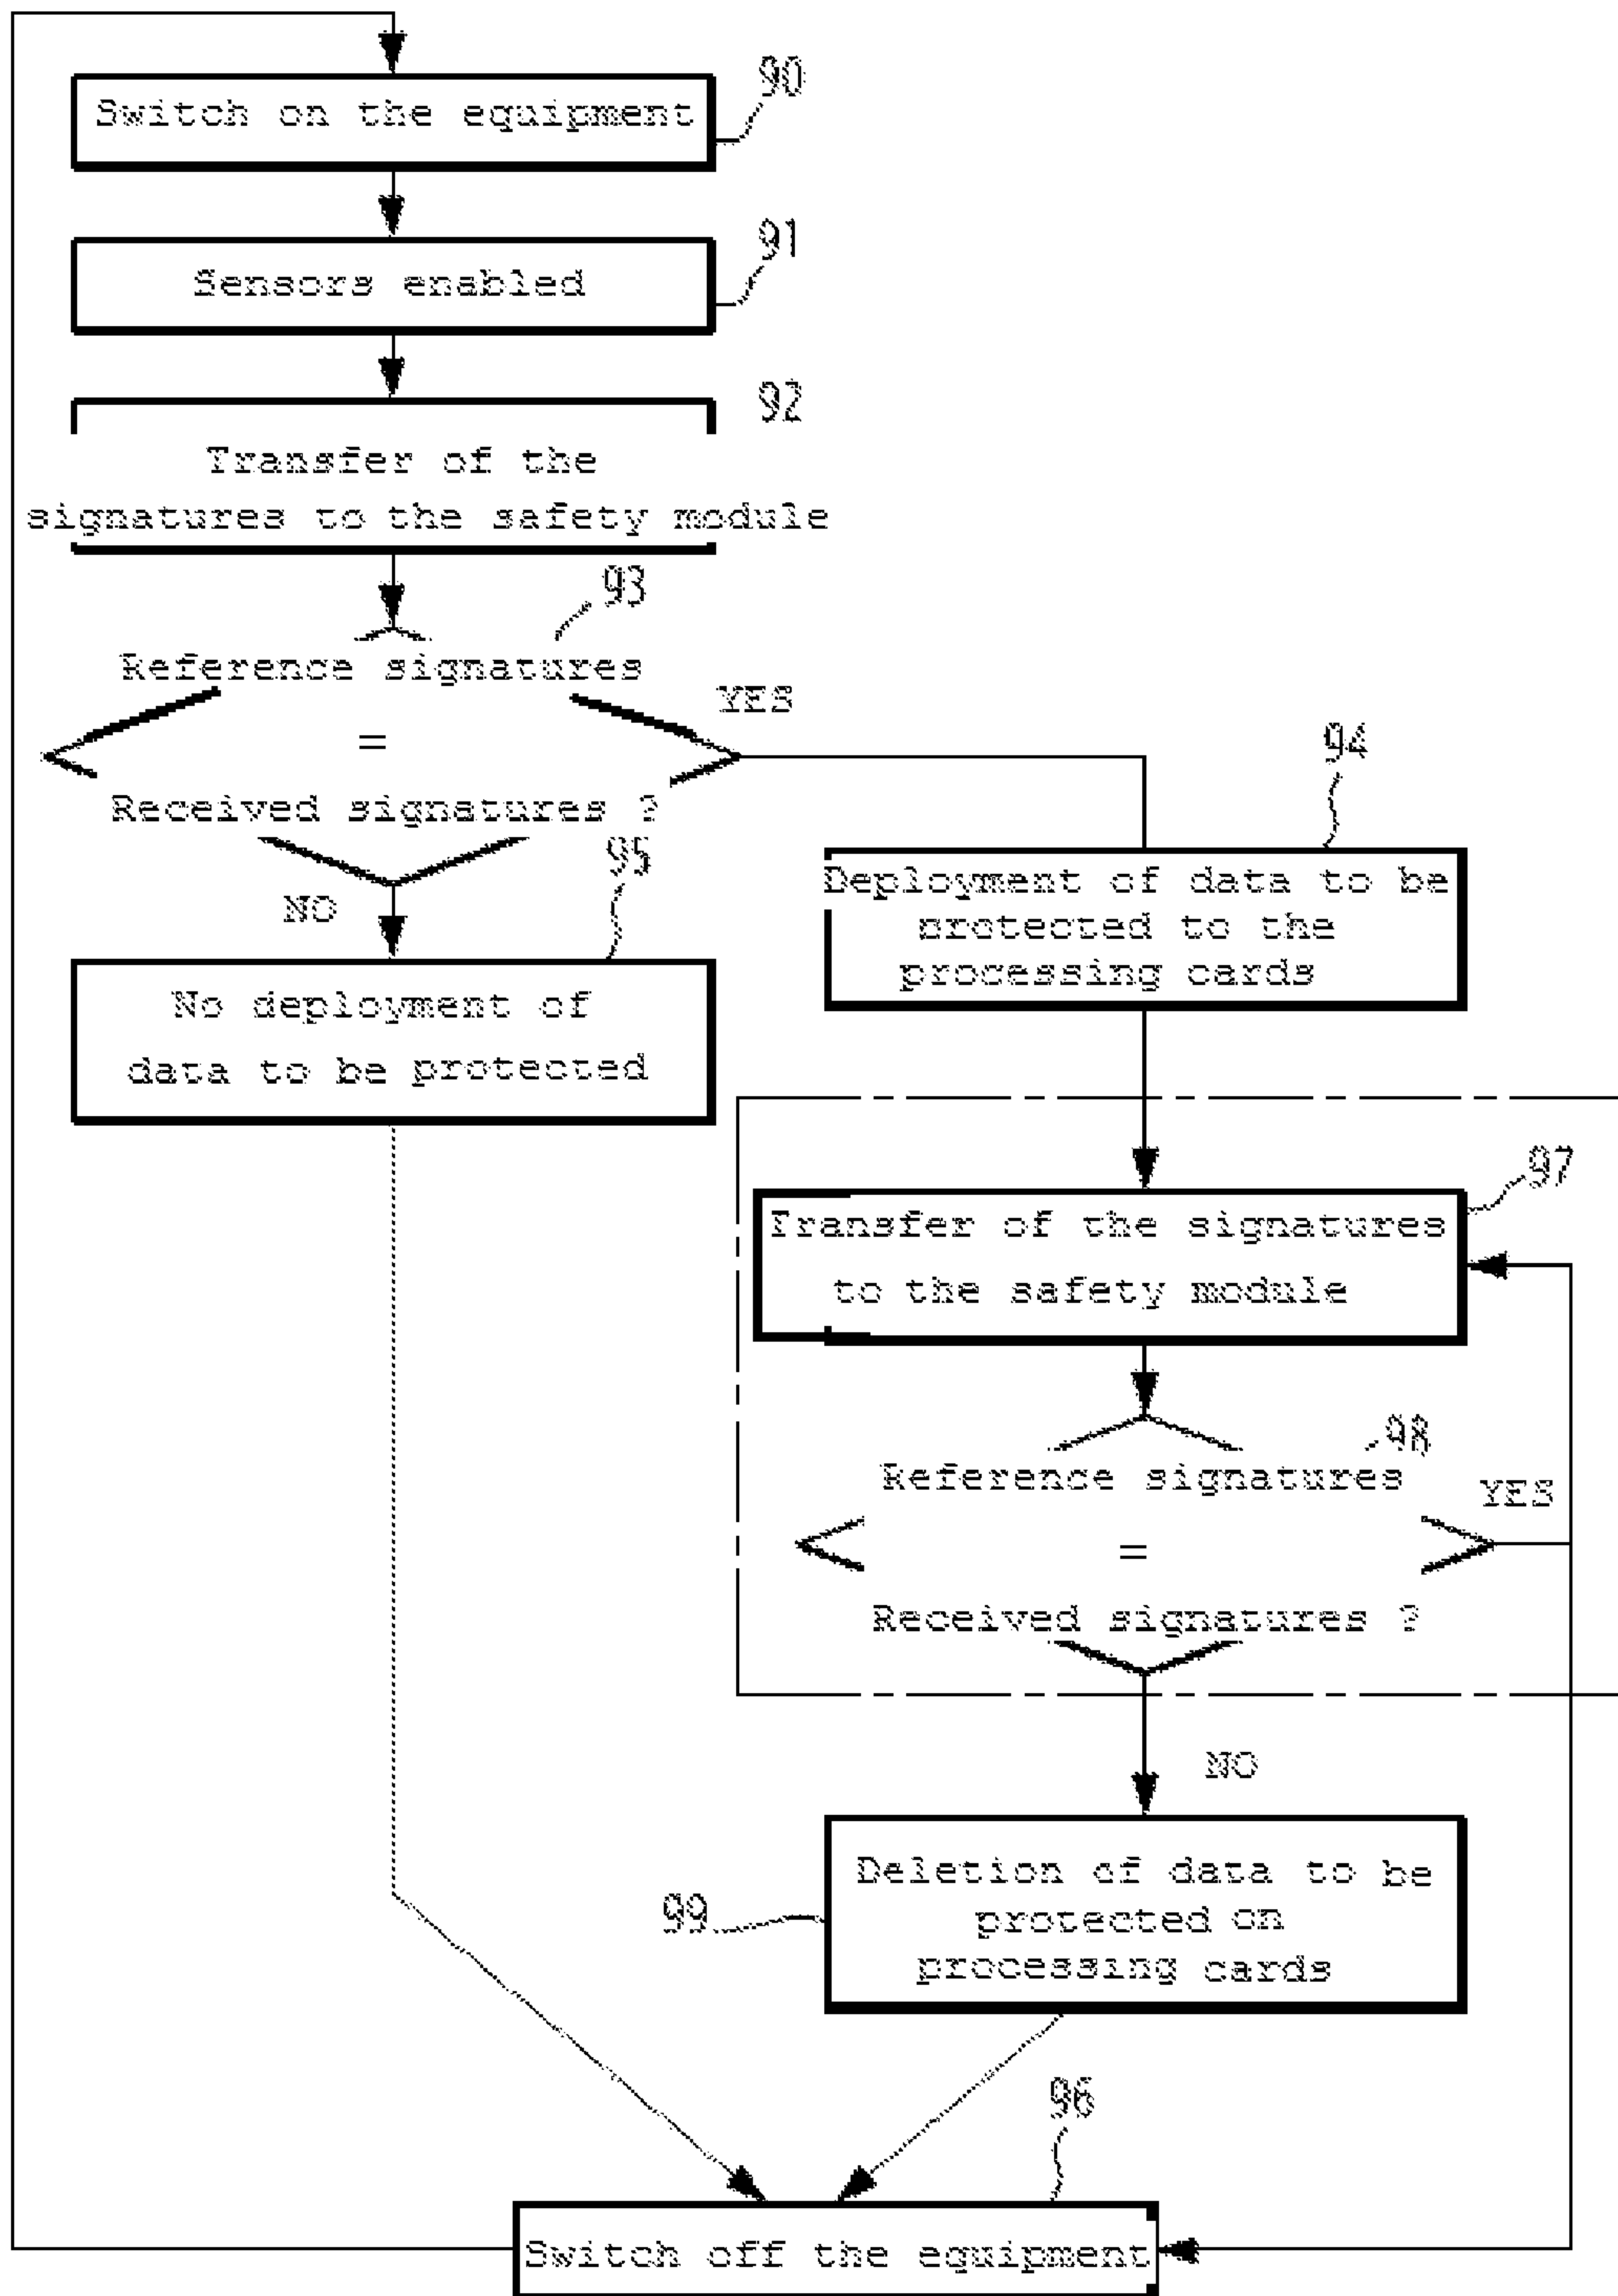 90
Switch on the equipment
91
Sensors enabled
92
Transfer of the
signatures to the safety module
93
Reference signatures
YES
=
Received signatures ?
94
95
NO
Deployment of data to be
protected to the
processing cards
No deployment of
data to be protected
97
Transfer of the signatures
to the safety module
98
Reference signatures
YES
=
Received signatures ?
NO
99
Deletion of data to be
protected on
processing cards
96
Switch off the equipment